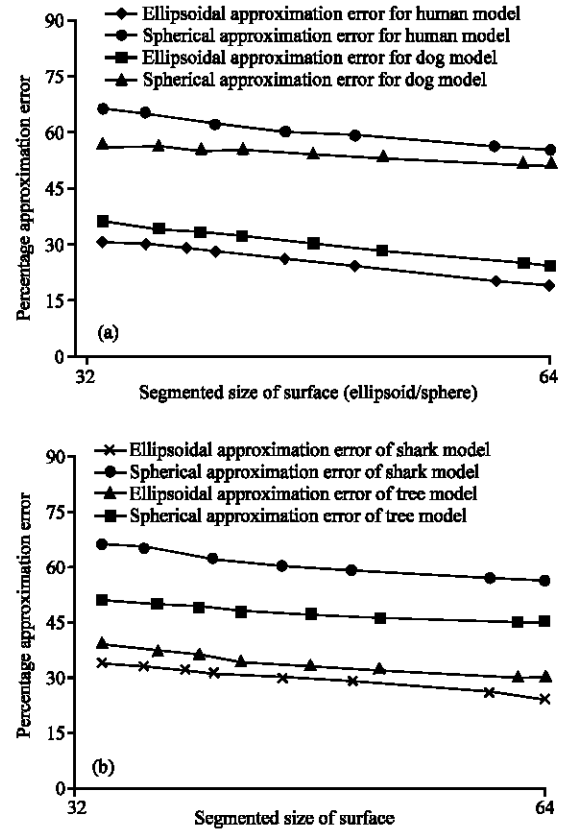 Ellipsoidal approximation error for human model
Spherical approximation error for human model
Ellipsoidal approximation error for dog model
Spherical approximation error for dog model
Percentage approximation error
90
75
60
45
30
15
0
(a)
32
64
Segmented size of surface (ellipsoid/sphere)
Ellipsoidal approximation error of shark model
Spherical approximation error of shark model
Ellipsoidal approximation error of tree model
Spherical approximation error of tree model
Percentage approximation error
90
75
60
45
30
15
0
(b)
32
64
Segmented size of surface